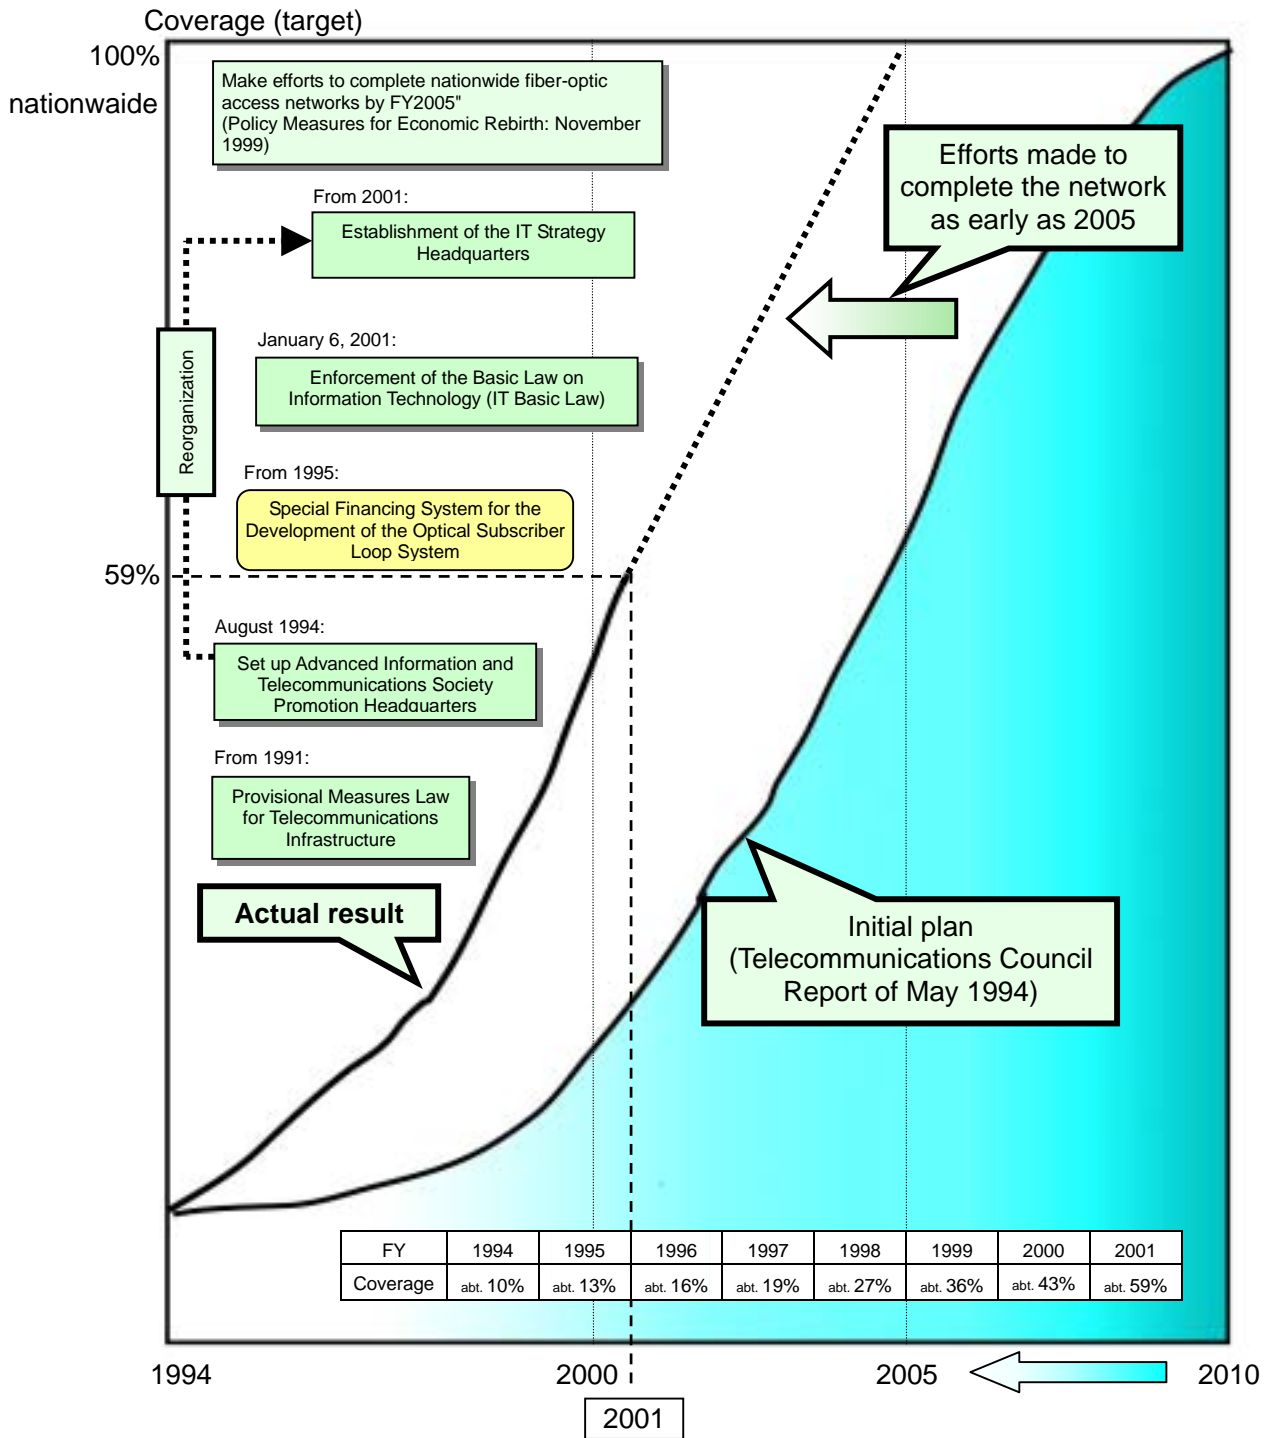 Coverage (target)
100%
nationwaide
Make efforts to complete nationwide fiber-optic
access networks by FY2005"
(Policy Measures for Economic Rebirth: November
1999)
Efforts made to
complete the network
as early as 2005
From 2001:
Establishment of the IT Strategy
Headquarters
Reorganization
January 6, 2001:
Enforcement of the Basic Law on
Information Technology (IT Basic Law)
From 1995:
Special Financing System for the
Development of the Optical Subscriber
Loop System
59%
August 1994:
Set up Advanced Information and
Telecommunications Society
Promotion Headquarters
From 1991:
Provisional Measures Law
for Telecommunications
Infrastructure
Actual result
Initial plan
(Telecommunications Council
Report of May 1994)
FY 1994 1995 1996 1997 1998 1999 2000 2001
Coverage abt. 10% abt. 13% abt. 16% abt. 19% abt. 27% abt. 36% abt. 43% abt. 59%
1994 2000 2005 2010
2001